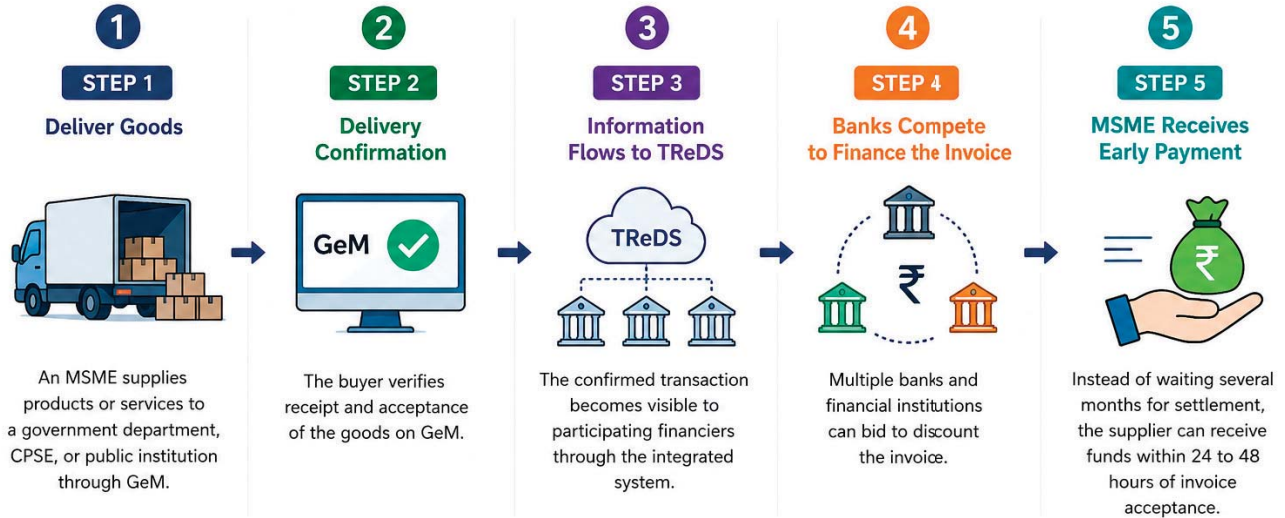 1
STEP 1
Deliver Goods
An MSME supplies
products or services to
a government department,
CPSE, or public institution
through GeM.
2
STEP 2
Delivery
Confirmation
GeM
The buyer verifies
receipt and acceptance
of the goods on GeM.
3
STEP 3
Information
Flows to TReDS
TReDS
The confirmed transaction
becomes visible to
participating financiers
through the integrated
system.
4
STEP 4
Banks Compete
to Finance the Invoice
₹
Multiple banks and
financial institutions
can bid to discount
the invoice.
5
STEP 5
MSME Receives
Early Payment
₹
Instead of waiting several
months for settlement,
the supplier can receive
funds within 24 to 48
hours of invoice
acceptance.